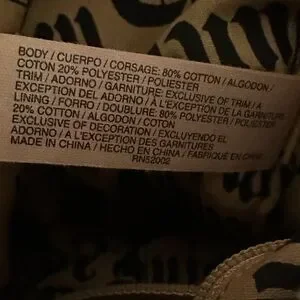 BODY / CUERPO / CORSAGE: 80% COTTON / ALGODON /
COTON 20% POLYESTER / POLIESTER
TRIM / ADORNO / GARNITURE: EXCLUSIVE OF TRIM / A
EXCEPTION DEL ADORNO / A L'EXCEPTION DE LA GARNITURE
LINING / FORRO / DOUBLURE: 80% POLYESTER / POLIESTER
20% COTTON / ALGODON / COTON
EXCLUSIVE OF DECORATION / EXCLUYENDO EL
ADORNO / A L'EXCEPTION DES GARNITURES
MADE IN CHINA / HECHO EN CHINA / FABRIQUÉ EN CHINE
RN52002